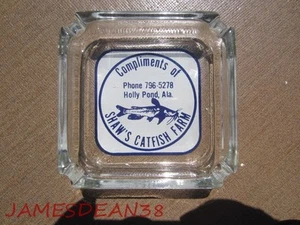 Compliments of
Phone 796-5278
Holly Pond, Ala.
SHAW'S CATFISH FARM
JAMESDEAN38